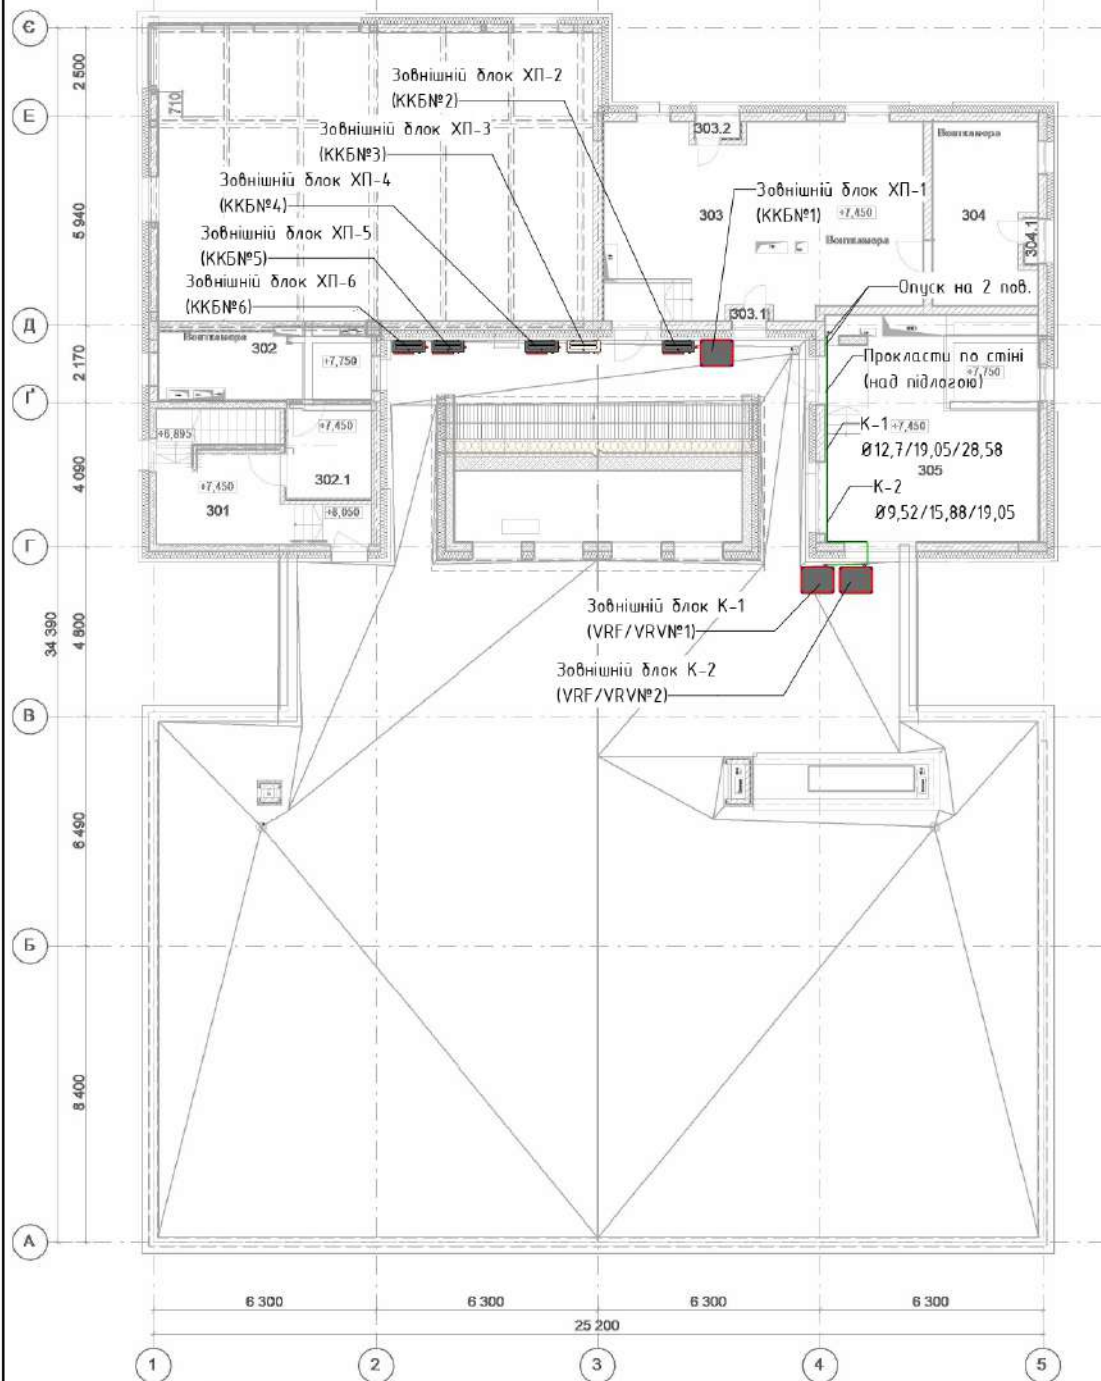 Є
2 500
Зовнішній блок ХП-2
(ККБ№2)
710
Е
Зовнішній блок ХП-3
(ККБ№3)
303.2
Венткамера
Зовнішній блок ХП-4
(ККБ№4)
Зовнішній блок ХП-1
(ККБ№1)
+7,450
303
304
5 940
304.1
Зовнішній блок ХП-5
(ККБ№5)
Венткамера
Зовнішній блок ХП-6
(ККБ№6)
Опуск на 2 пов.
303.1
Д
Венткамера
302
+7,750
2 170
Прокласти по стіні
(над підлогою)
+7,750
Ґ
+6,895
+7,450
К-1
+7,450
Ø12,7/19,05/28,58
305
4 090
302.1
+7,450
К-2
301
+8,050
Ø9,52/15,88/19,05
Г
Зовнішній блок К-1
(VRF/VRV№1)
34 390
4 800
Зовнішній блок К-2
(VRF/VRV№2)
В
6 490
Б
8 400
А
6 300
6 300
6 300
6 300
25 200
1
2
3
4
5